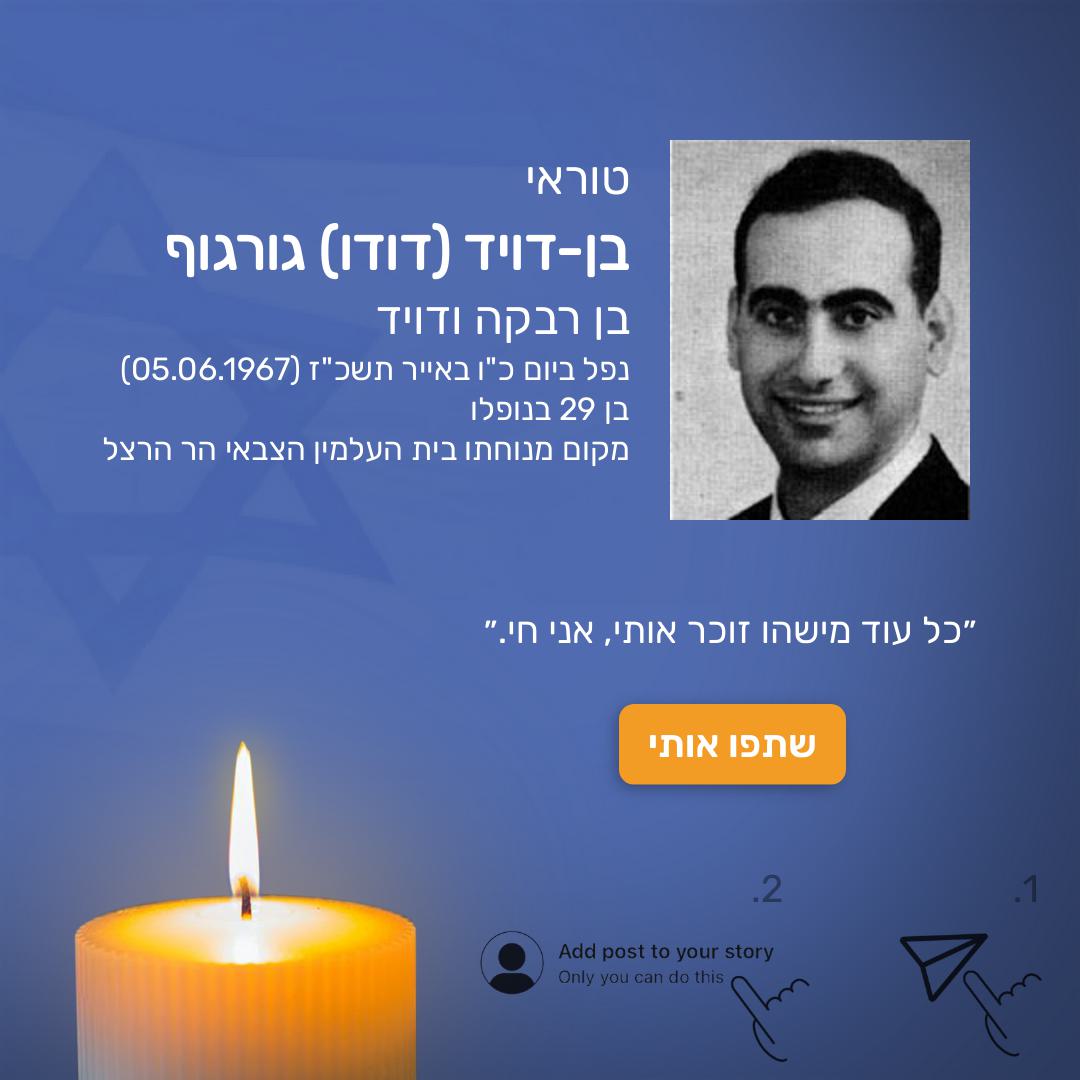 טוראי
בן-דויד (דודו) גורגוף
בן רבקה ודויד
נפל ביום כ"ו באייר תשכ"ז (05.06.1967)
בן 29 בנופלו
מקום מנוחתו בית העלמין הצבאי הר הרצל
״כל עוד מישהו זוכר אותי, אני חי.״
שתפו אותי
1.
2.
Add post to your story
Only you can do this